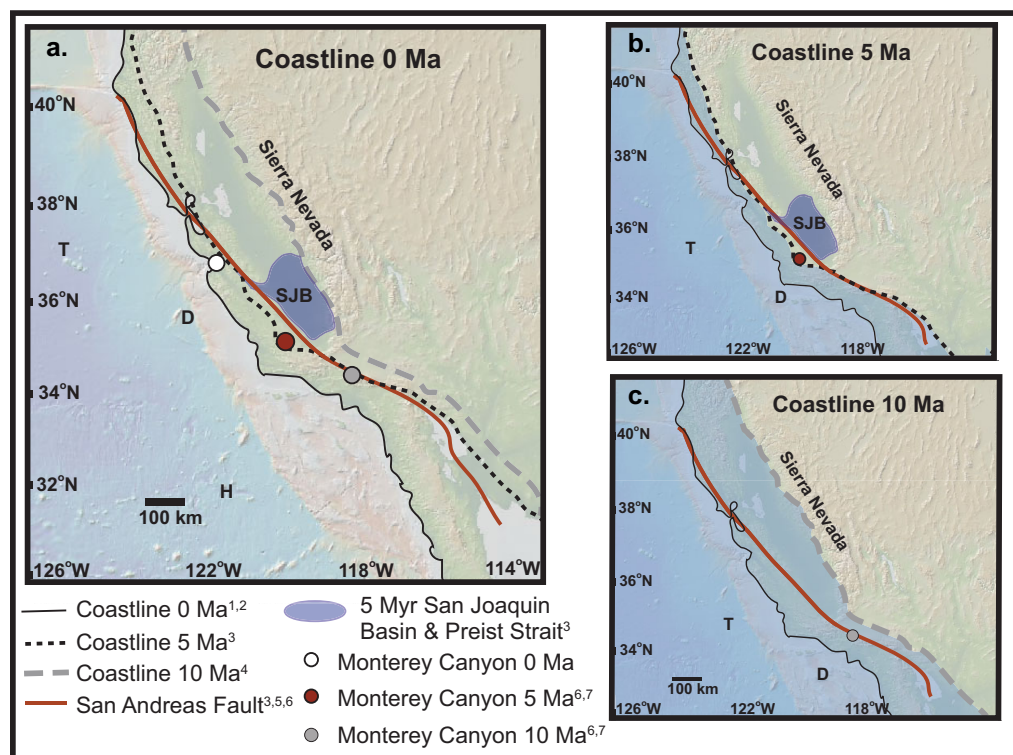 a.
Coastline 0 Ma
40°N
38°N
36°N
34°N
32°N
T
D
H
Sierra Nevada
SJB
100 km
126°W
122°W
118°W
114°W
b.
Coastline 5 Ma
40°N
38°N
36°N
34°N
T
D
Sierra Nevada
SJB
126°W
122°W
118°W
c.
Coastline 10 Ma
40°N
38°N
36°N
34°N
T
D
Sierra Nevada
100 km
126°W
122°W
118°W
Coastline 0 Ma1,2
Coastline 5 Ma3
Coastline 10 Ma4
San Andreas Fault3,5,6
5 Myr San Joaquin
Basin & Preist Strait3
Monterey Canyon 0 Ma
Monterey Canyon 5 Ma6,7
Monterey Canyon 10 Ma6,7